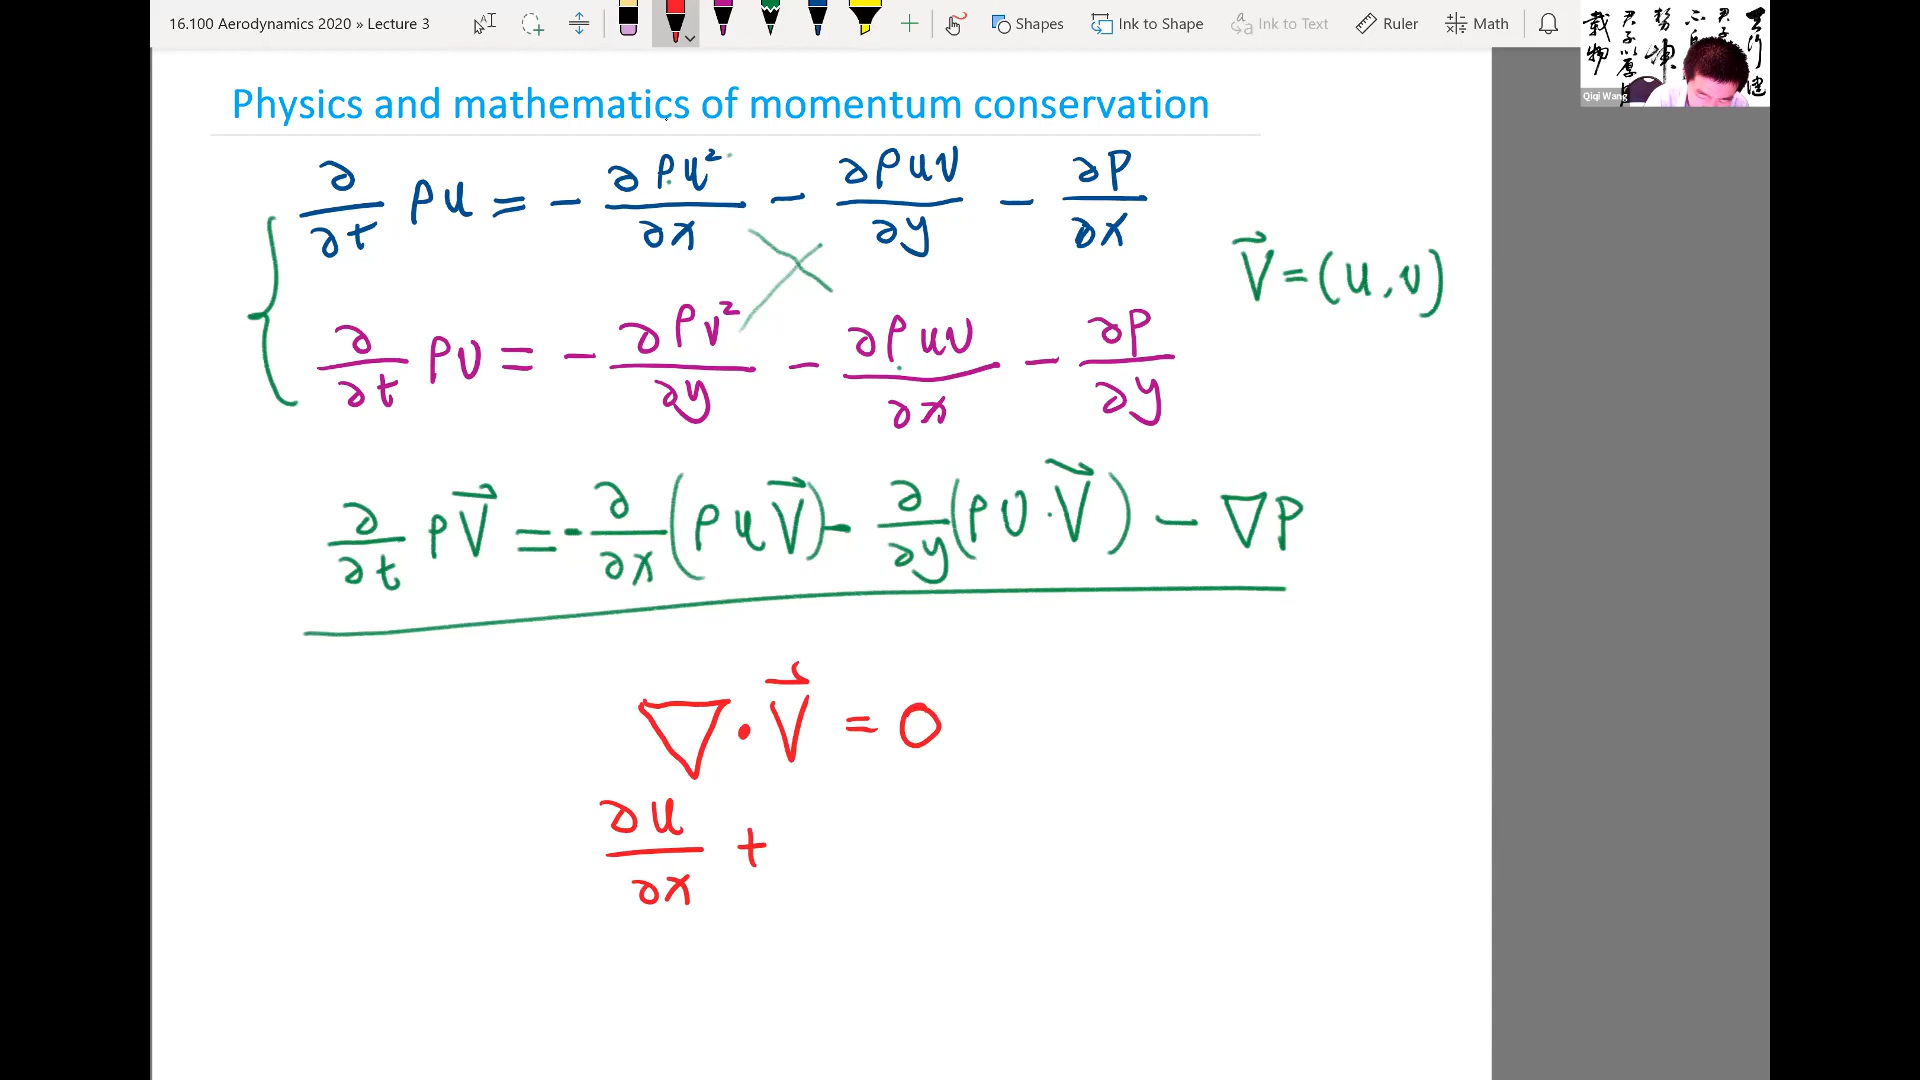 16.100 Aerodynamics 2020 » Lecture 3
Shapes
Ink to Shape
Ink to Text
Ruler
Math
Qiqi Wang
Physics and mathematics of momentum conservation
∂/∂t ρu = - ∂ρu²/∂x - ∂ρuv/∂y - ∂P/∂x
V⃗ = (u, v)
∂/∂t ρv = - ∂ρv²/∂y - ∂ρuv/∂x - ∂P/∂y
∂/∂t ρV⃗ = - ∂/∂x (ρuV⃗) - ∂/∂y (ρv·V⃗) - ∇P
∇·V⃗ = 0
∂u/∂x +